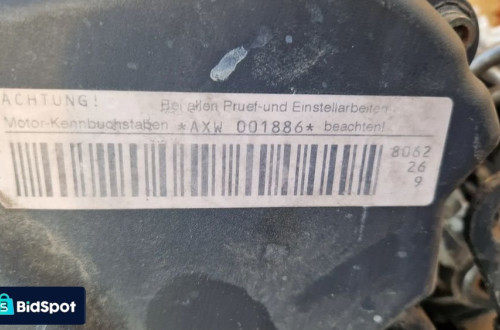 ACHTUNG! Bei allen Pruef-und Einstellarbeiten
Motor-Kennbuchstaben *AXW 001886* beachten!
8062
26
9
BidSpot